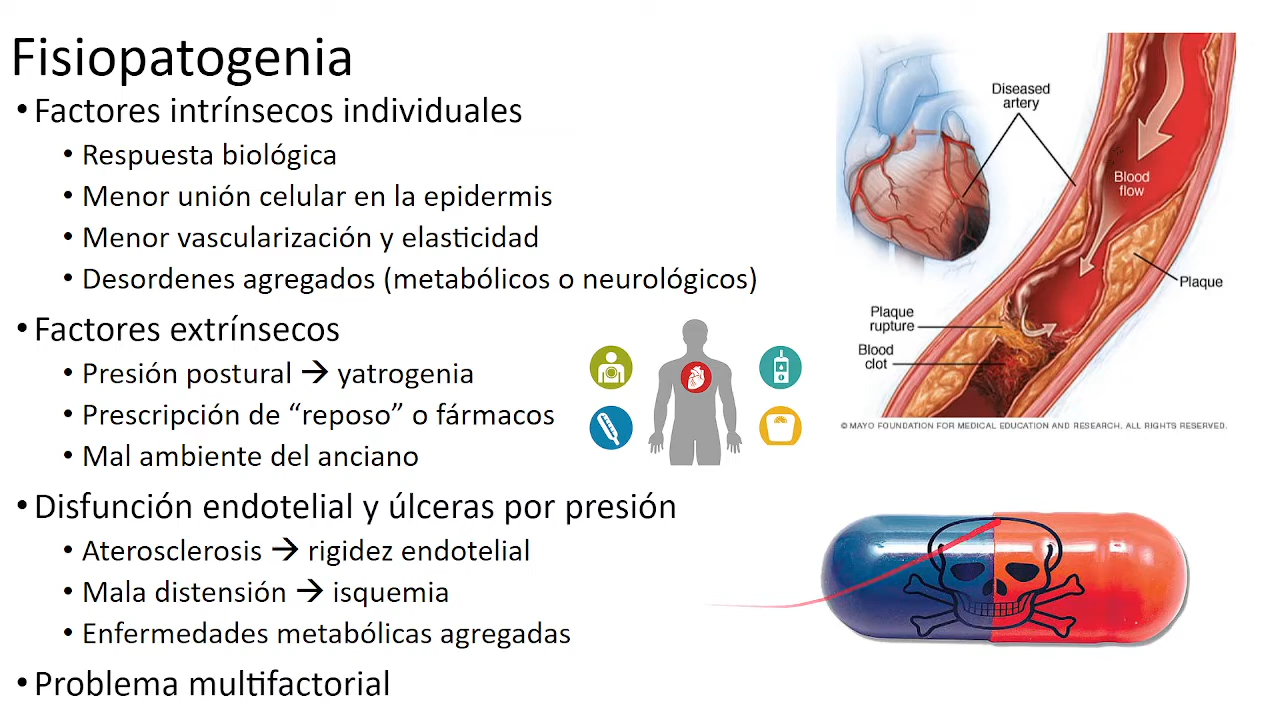 Fisiopatogenia
• Factores intrínsecos individuales
• Respuesta biológica
• Menor unión celular en la epidermis
• Menor vascularización y elasticidad
• Desordenes agregados (metabólicos o neurológicos)
• Factores extrínsecos
• Presión postural → yatrogenia
• Prescripción de “reposo” o fármacos
• Mal ambiente del anciano
• Disfunción endotelial y úlceras por presión
• Aterosclerosis → rigidez endotelial
• Mala distensión → isquemia
• Enfermedades metabólicas agregadas
• Problema multifactorial
Diseased
artery
Blood
flow
Plaque
Plaque
rupture
Blood
clot
© MAYO FOUNDATION FOR MEDICAL EDUCATION AND RESEARCH. ALL RIGHTS RESERVED.